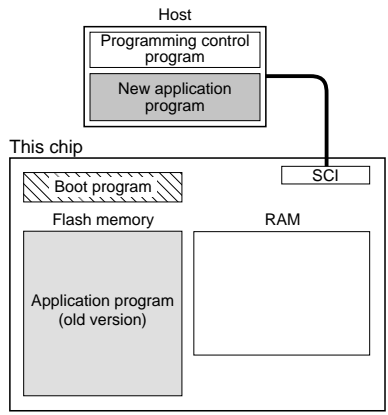 Host
Programming control
program
New application
program
This chip
SCI
Boot program
Flash memory
RAM
Application program
(old version)